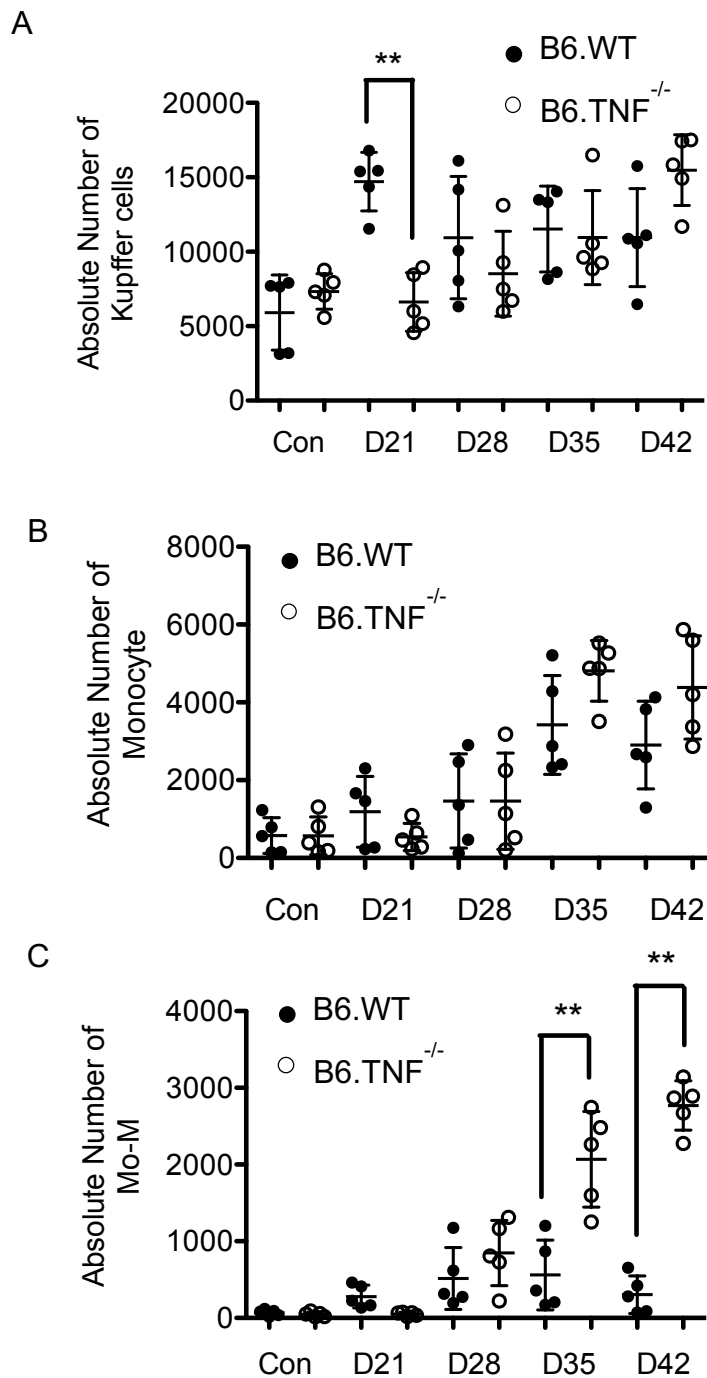 A
**
B6.WT
B6.TNF-/-
Absolute Number of
Kupffer cells
20000
15000
10000
5000
0
Con D21 D28 D35 D42
B
B6.WT
B6.TNF-/-
Absolute Number of
Monocyte
8000
6000
4000
2000
0
Con D21 D28 D35 D42
C
**
**
B6.WT
B6.TNF-/-
Absolute Number of
Mo-M
4000
3000
2000
1000
0
Con D21 D28 D35 D42